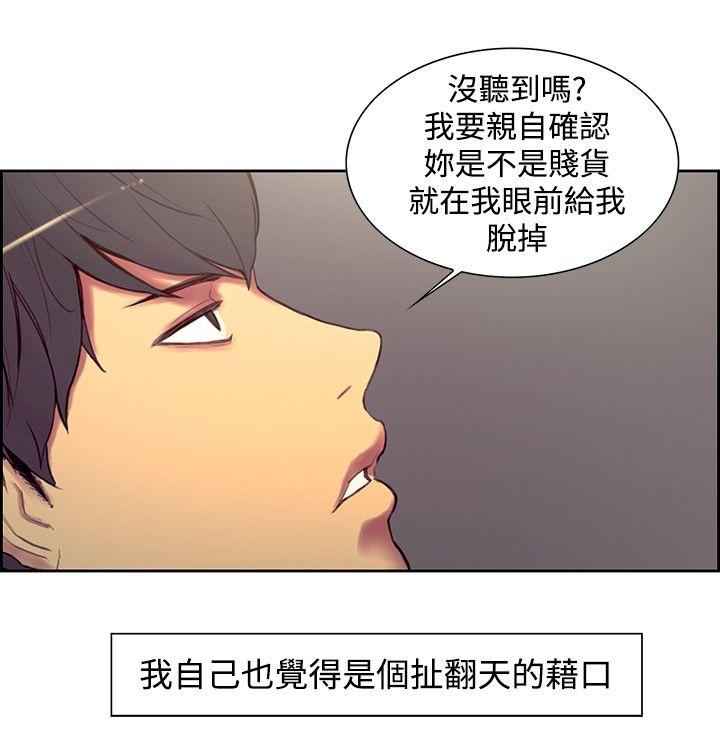 沒聽到嗎?
我要親自確認
妳是不是賤貨
就在我眼前給我
脫掉
我自己也覺得是個扯翻天的藉口